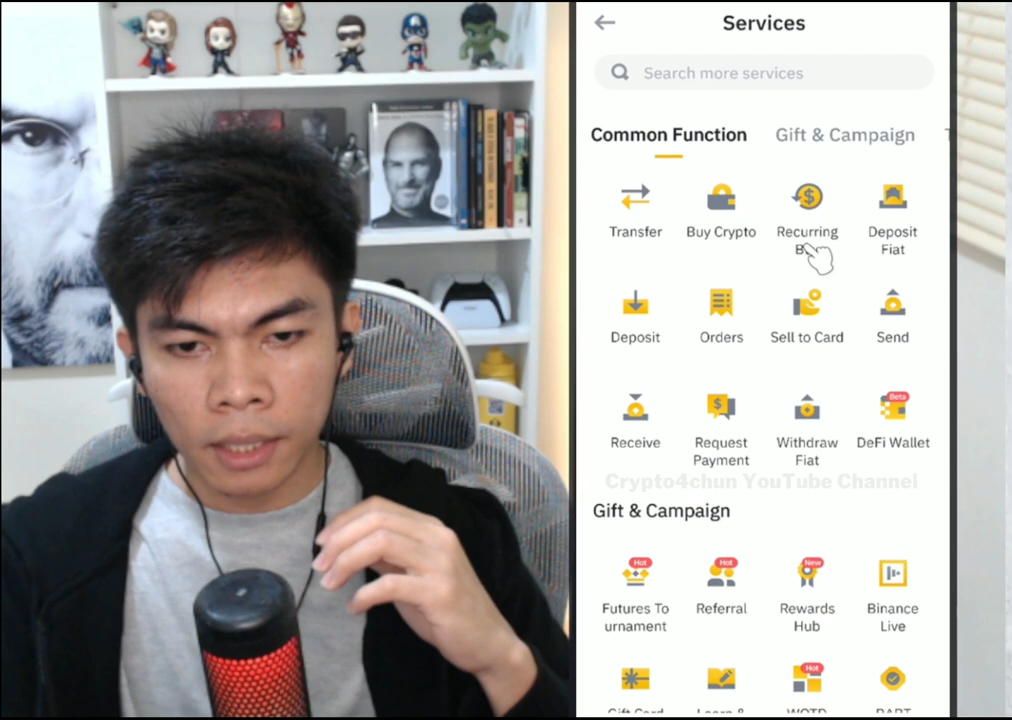 Services
Search more services
Common Function
Gift & Campaign
Transfer
Buy Crypto
Recurring
Deposit
Fiat
Deposit
Orders
Sell to Card
Send
Beta
Receive
Request
Payment
Withdraw
Fiat
DeFi Wallet
Crypto4chun YouTube Channel
Gift & Campaign
Hot
Hot
New
Futures To
urnament
Referral
Rewards
Hub
Binance
Live
Hot